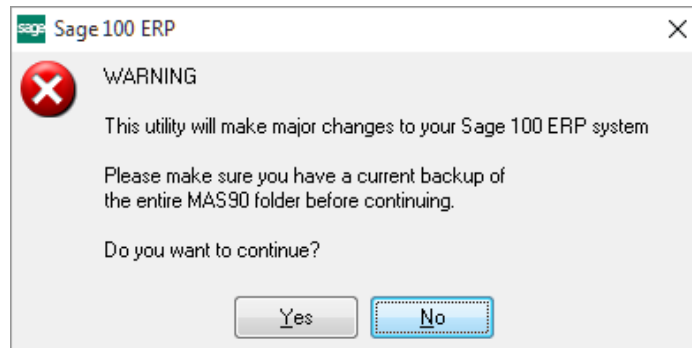 sage Sage 100 ERP
WARNING
This utility will make major changes to your Sage 100 ERP system
Please make sure you have a current backup of
the entire MAS90 folder before continuing.
Do you want to continue?
Yes No